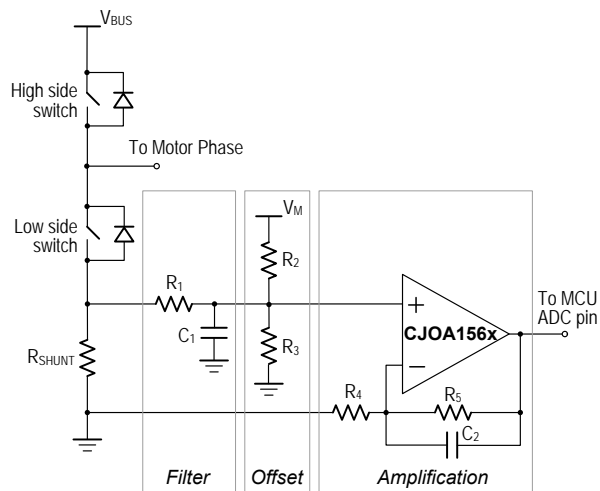 VBUS
High side
switch
To Motor Phase
Low side
switch
VM
R2
R1
C1
R3
RSHUNT
+
CJOA156x
−
To MCU
ADC pin
R4
R5
C2
Filter
Offset
Amplification